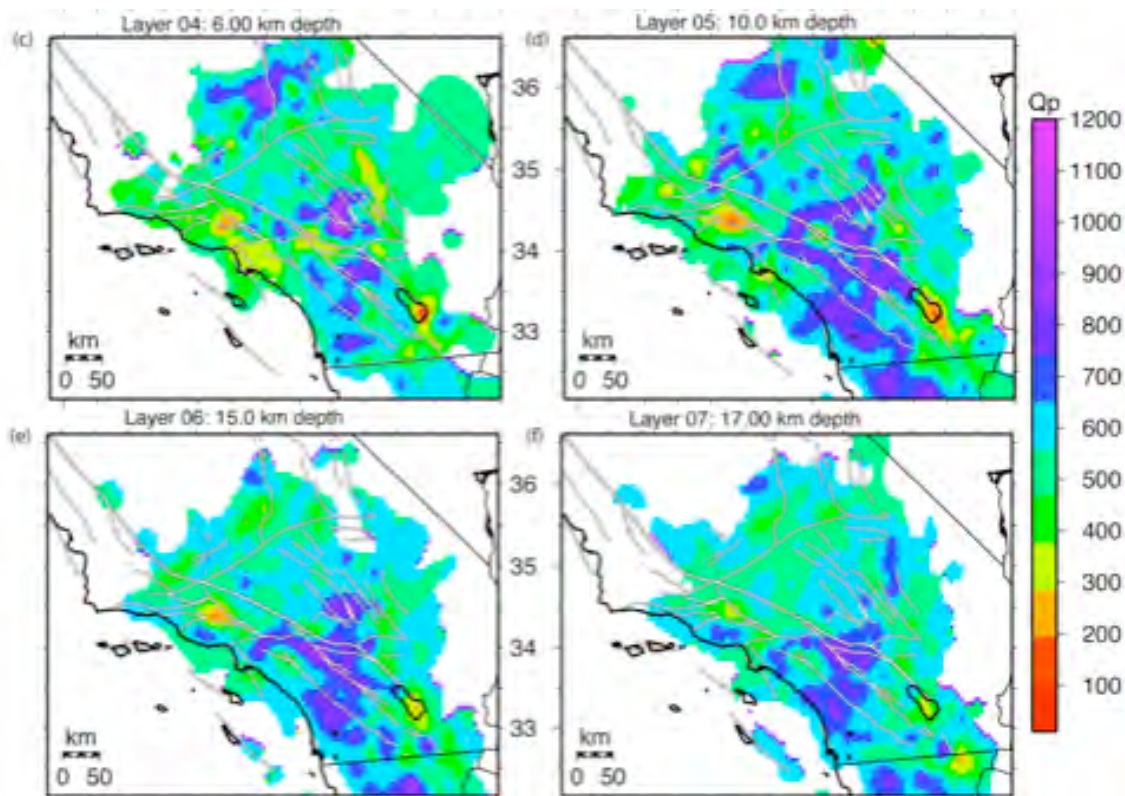 (c) Layer 04: 6.00 km depth
(d) Layer 05: 10.0 km depth
36
35
34
33
km
0 50
km
0 50
Qp
1200
1100
1000
900
800
700
600
500
400
300
200
100
(e) Layer 06: 15.0 km depth
(f) Layer 07: 17.00 km depth
36
35
34
33
km
0 50
km
0 50